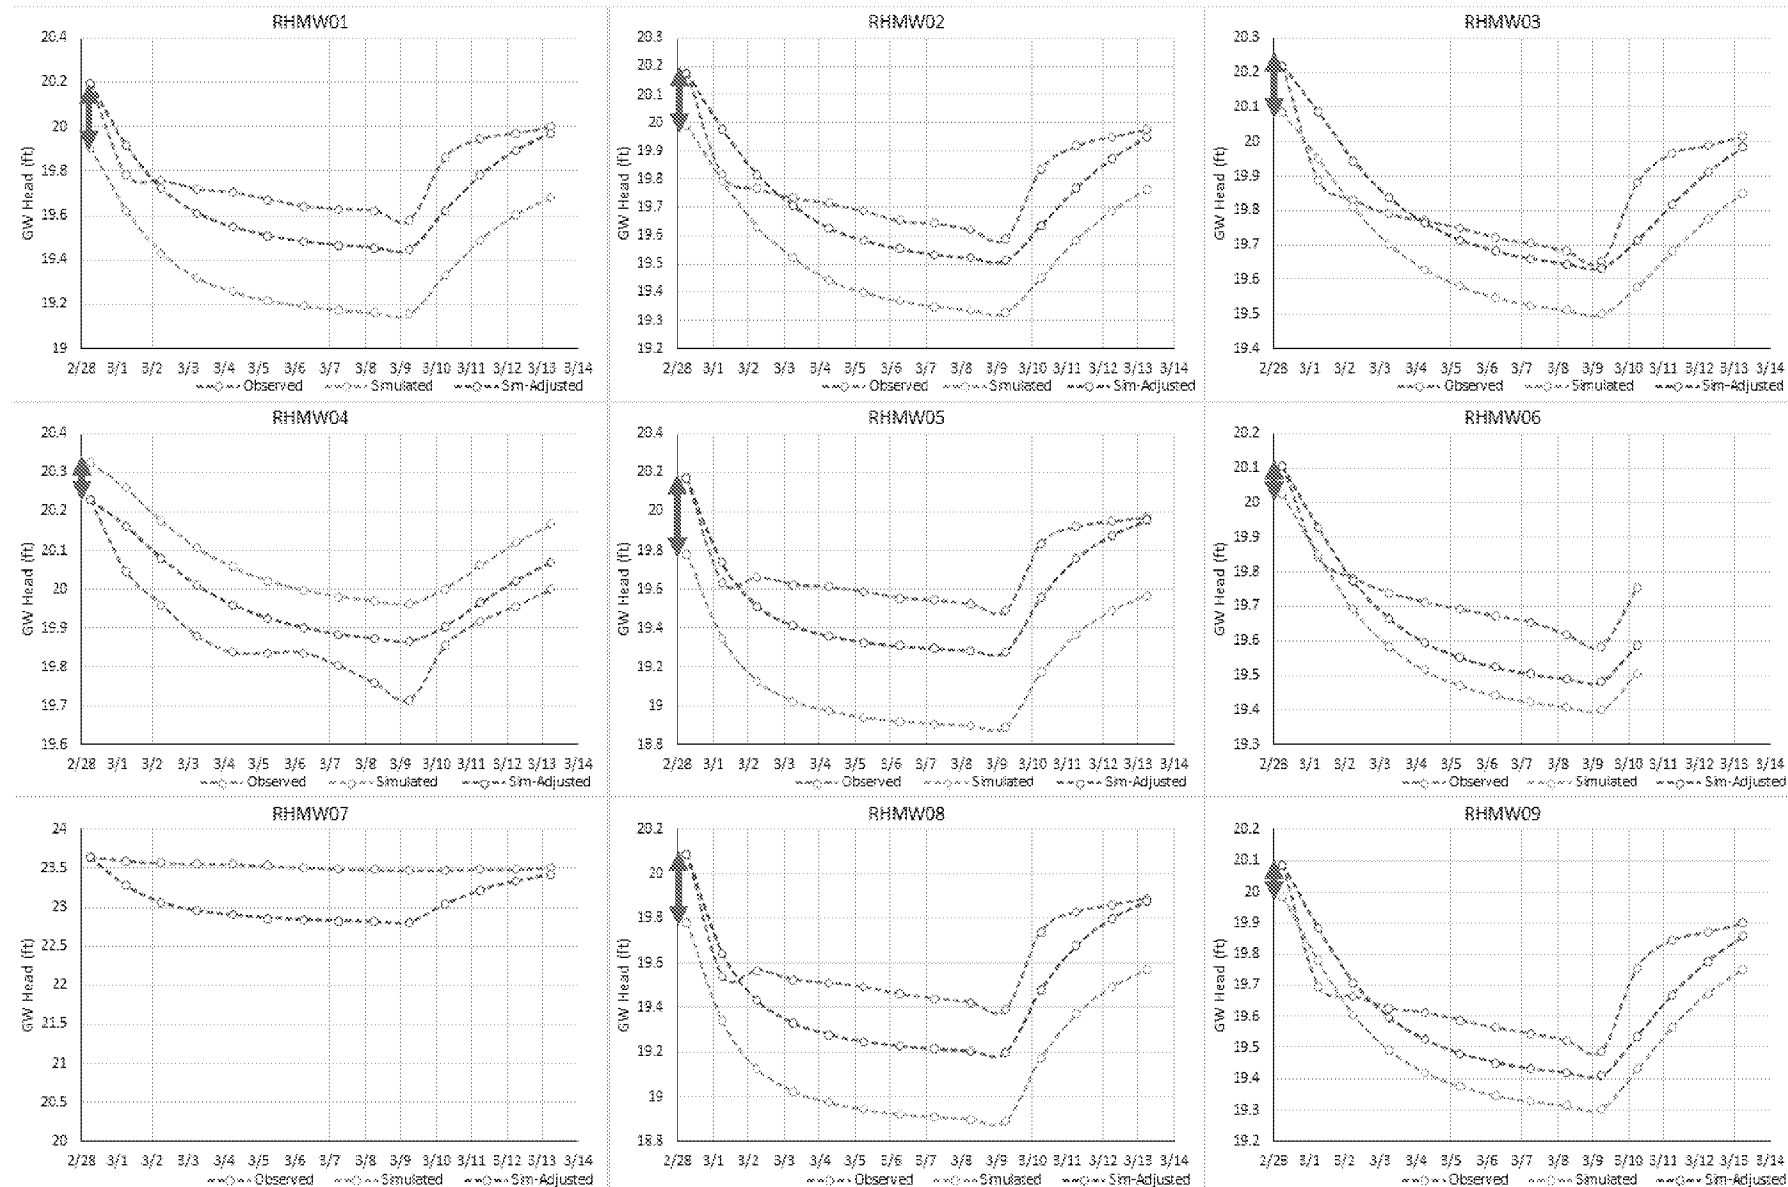 RHMW01
GW Head (ft)
20.4
20.2
20
19.8
19.6
19.4
19.2
19
2/28 3/1 3/2 3/3 3/4 3/5 3/6 3/7 3/8 3/9 3/10 3/11 3/12 3/13 3/14
Observed Simulated Sim-Adjusted
RHMW02
GW Head (ft)
20.3
20.2
20.1
20
19.9
19.8
19.7
19.6
19.5
19.4
19.3
19.2
2/28 3/1 3/2 3/3 3/4 3/5 3/6 3/7 3/8 3/9 3/10 3/11 3/12 3/13 3/14
Observed Simulated Sim-Adjusted
RHMW03
GW Head (ft)
20.3
20.2
20.1
20
19.9
19.8
19.7
19.6
19.5
19.4
2/28 3/1 3/2 3/3 3/4 3/5 3/6 3/7 3/8 3/9 3/10 3/11 3/12 3/13 3/14
Observed Simulated Sim-Adjusted
RHMW04
GW Head (ft)
20.4
20.3
20.2
20.1
20
19.9
19.8
19.7
19.6
2/28 3/1 3/2 3/3 3/4 3/5 3/6 3/7 3/8 3/9 3/10 3/11 3/12 3/13 3/14
Observed Simulated Sim-Adjusted
RHMW05
GW Head (ft)
20.4
20.2
20
19.8
19.6
19.4
19.2
19
18.8
2/28 3/1 3/2 3/3 3/4 3/5 3/6 3/7 3/8 3/9 3/10 3/11 3/12 3/13 3/14
Observed Simulated Sim-Adjusted
RHMW06
GW Head (ft)
20.2
20.1
20
19.9
19.8
19.7
19.6
19.5
19.4
19.3
2/28 3/1 3/2 3/3 3/4 3/5 3/6 3/7 3/8 3/9 3/10 3/11 3/12 3/13 3/14
Observed Simulated Sim-Adjusted
RHMW07
GW Head (ft)
24
23.5
23
22.5
22
21.5
21
20.5
20
2/28 3/1 3/2 3/3 3/4 3/5 3/6 3/7 3/8 3/9 3/10 3/11 3/12 3/13 3/14
Observed Simulated Sim-Adjusted
RHMW08
GW Head (ft)
20.2
20
19.8
19.6
19.4
19.2
19
18.8
2/28 3/1 3/2 3/3 3/4 3/5 3/6 3/7 3/8 3/9 3/10 3/11 3/12 3/13 3/14
Observed Simulated Sim-Adjusted
RHMW09
GW Head (ft)
20.2
20.1
20
19.9
19.8
19.7
19.6
19.5
19.4
19.3
19.2
2/28 3/1 3/2 3/3 3/4 3/5 3/6 3/7 3/8 3/9 3/10 3/11 3/12 3/13 3/14
Observed Simulated Sim-Adjusted